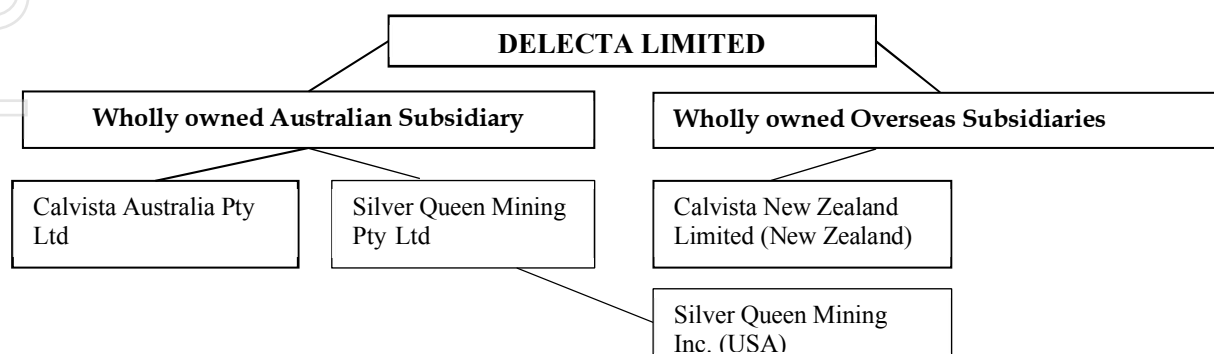 DELECTA LIMITED
Wholly owned Australian Subsidiary
Wholly owned Overseas Subsidiaries
Calvista Australia Pty
Ltd
Silver Queen Mining
Pty Ltd
Calvista New Zealand
Limited (New Zealand)
Silver Queen Mining
Inc. (USA)